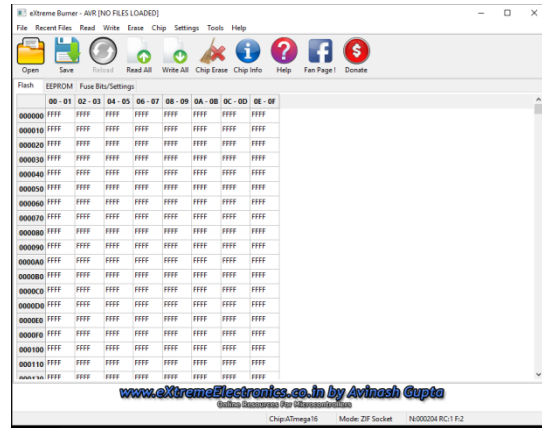 eXtreme Burner - AVR [NO FILES LOADED]
File Recent Files Read Write Erase Chip Settings Tools Help
Open Save Reload Read All Write All Chip Erase Chip Info Help Fan Page! Donate
Flash EEPROM Fuse Bits/Settings
00 - 01 02 - 03 04 - 05 06 - 07 08 - 09 0A - 0B 0C - 0D 0E - 0F
000000 FFFF FFFF FFFF FFFF FFFF FFFF FFFF FFFF
000010 FFFF FFFF FFFF FFFF FFFF FFFF FFFF FFFF
000020 FFFF FFFF FFFF FFFF FFFF FFFF FFFF FFFF
000030 FFFF FFFF FFFF FFFF FFFF FFFF FFFF FFFF
000040 FFFF FFFF FFFF FFFF FFFF FFFF FFFF FFFF
000050 FFFF FFFF FFFF FFFF FFFF FFFF FFFF FFFF
000060 FFFF FFFF FFFF FFFF FFFF FFFF FFFF FFFF
000070 FFFF FFFF FFFF FFFF FFFF FFFF FFFF FFFF
000080 FFFF FFFF FFFF FFFF FFFF FFFF FFFF FFFF
000090 FFFF FFFF FFFF FFFF FFFF FFFF FFFF FFFF
0000A0 FFFF FFFF FFFF FFFF FFFF FFFF FFFF FFFF
0000B0 FFFF FFFF FFFF FFFF FFFF FFFF FFFF FFFF
0000C0 FFFF FFFF FFFF FFFF FFFF FFFF FFFF FFFF
0000D0 FFFF FFFF FFFF FFFF FFFF FFFF FFFF FFFF
0000E0 FFFF FFFF FFFF FFFF FFFF FFFF FFFF FFFF
0000F0 FFFF FFFF FFFF FFFF FFFF FFFF FFFF FFFF
000100 FFFF FFFF FFFF FFFF FFFF FFFF FFFF FFFF
000110 FFFF FFFF FFFF FFFF FFFF FFFF FFFF FFFF
000120 FFFF FFFF FFFF FFFF FFFF FFFF FFFF FFFF
www.eXtremeElectronics.co.in by Avinash Gupta
Online Resources For Microcontrollers
Chip:ATmega16 Mode: ZIF Socket N:000204 RC:1 F:2